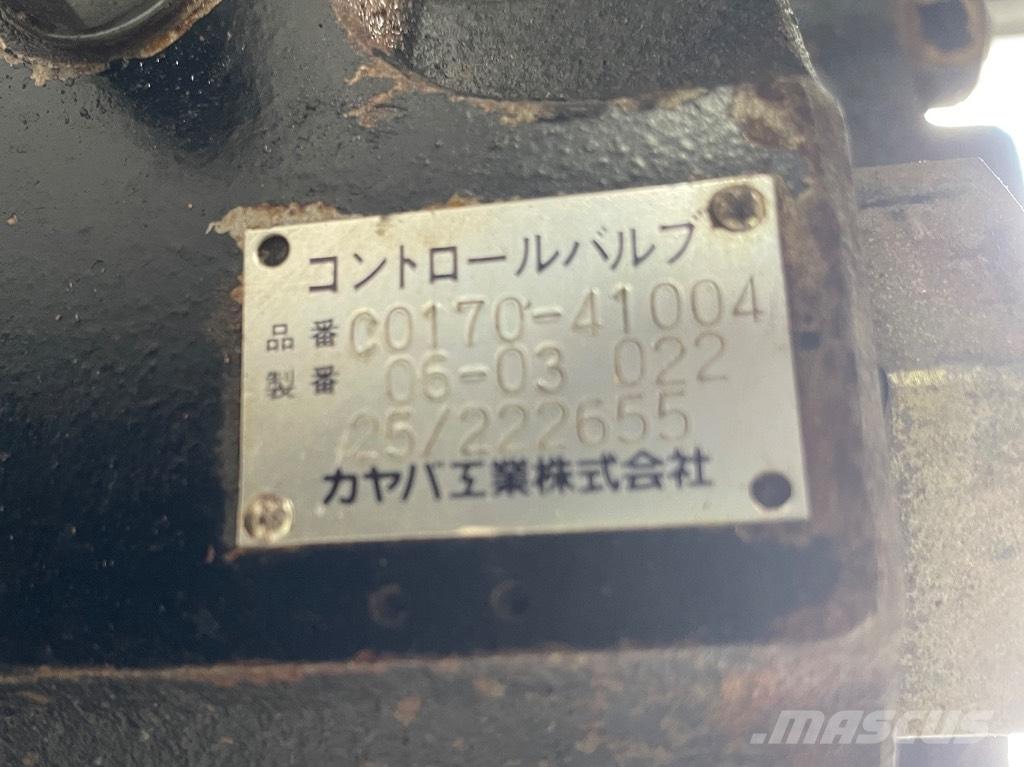 コントロールバルブ
品番 C0170-41004
製番 06-03 022
25/222655
カヤバ工業株式会社
MASCUS